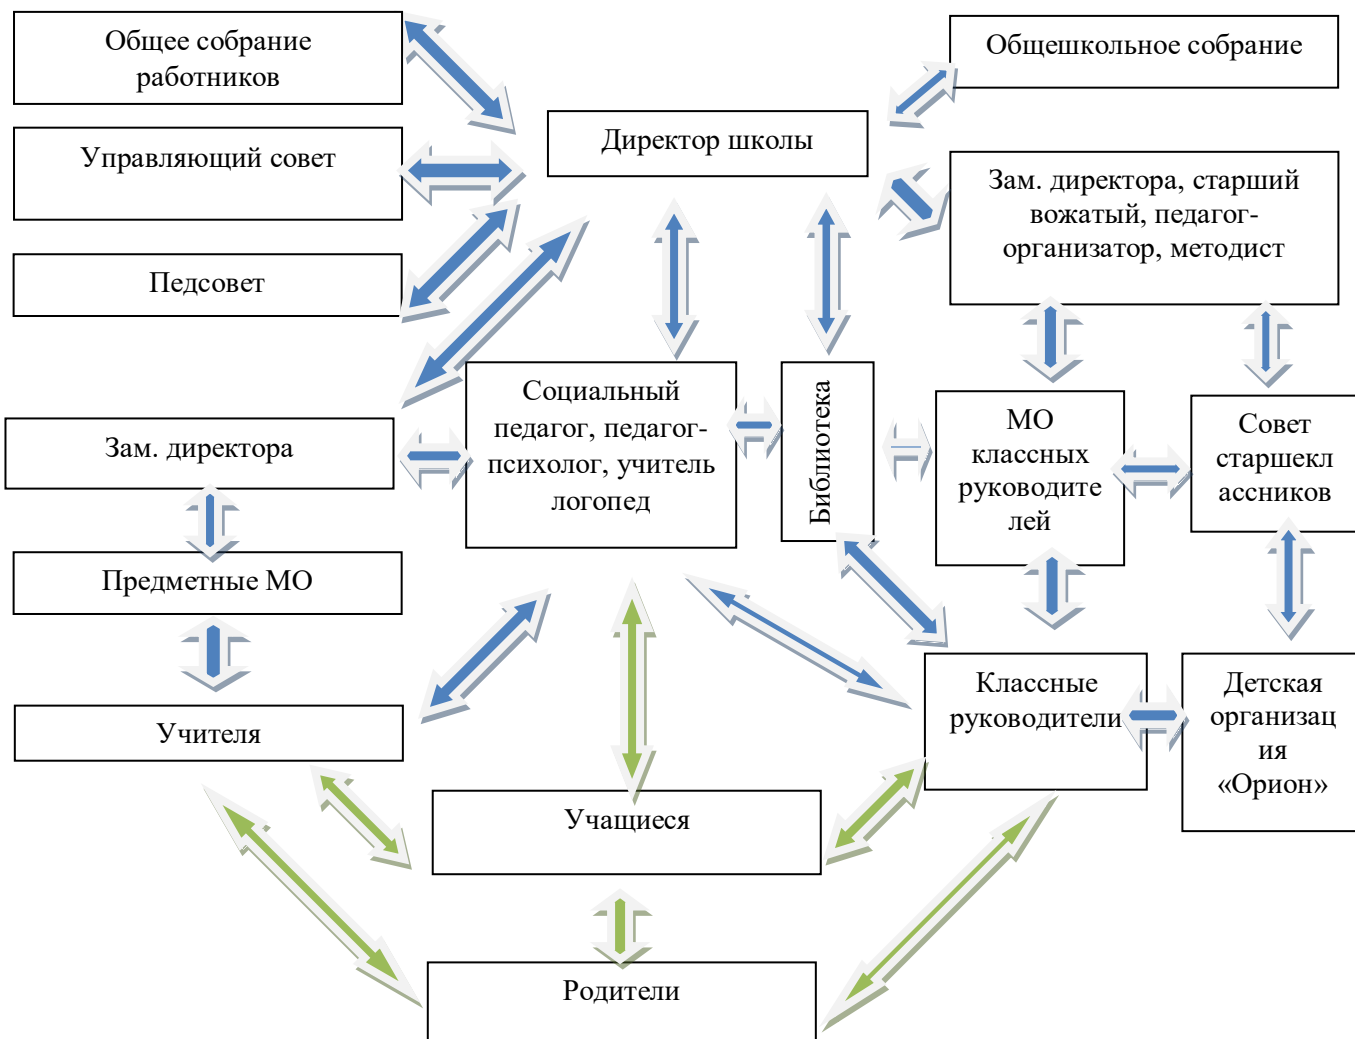 Общее собрание
работников
Общешкольное собрание
Директор школы
Управляющий совет
Зам. директора, старший
вожатый, педагог-
организатор, методист
Педсовет
Социальный
педагог, педагог-
психолог, учитель
логопед
Библиотека
МО
классных
руководите
лей
Совет
старшекл
ассников
Зам. директора
Предметные МО
Учителя
Классные
руководители
Детская
организац
ия
«Орион»
Учащиеся
Родители